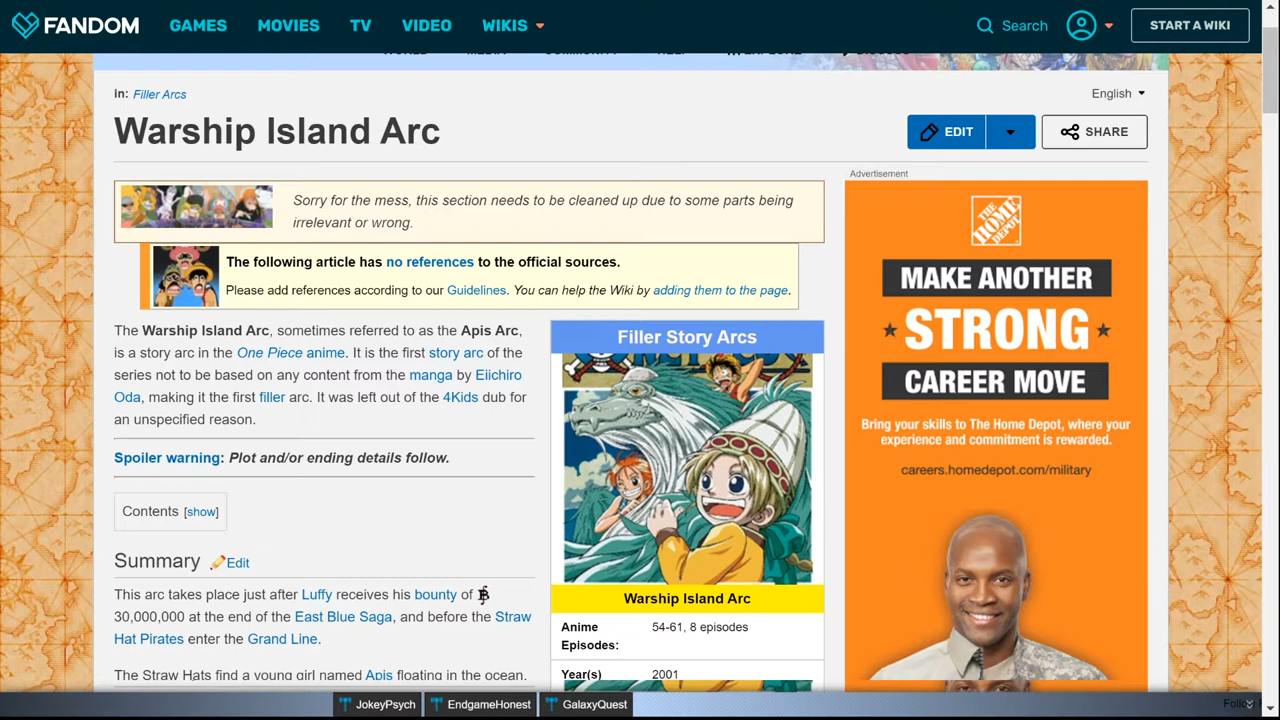 FANDOM GAMES MOVIES TV VIDEO WIKIS Search START A WIKI
in: Filler Arcs English
Warship Island Arc EDIT SHARE
Advertisement
Sorry for the mess, this section needs to be cleaned up due to some parts being
irrelevant or wrong.
The following article has no references to the official sources.
Please add references according to our Guidelines. You can help the Wiki by adding them to the page.
The Warship Island Arc, sometimes referred to as the Apis Arc,
is a story arc in the One Piece anime. It is the first story arc of the
series not to be based on any content from the manga by Eiichiro
Oda, making it the first filler arc. It was left out of the 4Kids dub for
an unspecified reason.
Spoiler warning: Plot and/or ending details follow.
Contents [show]
Summary Edit
This arc takes place just after Luffy receives his bounty of
30,000,000 at the end of the East Blue Saga, and before the Straw
Hat Pirates enter the Grand Line.
The Straw Hats find a young girl named Apis floating in the ocean.
Filler Story Arcs
Warship Island Arc
Anime 54-61, 8 episodes
Episodes:
Year(s) 2001
THE HOME DEPOT
MAKE ANOTHER
STRONG
CAREER MOVE
Bring your skills to The Home Depot, where your
experience and commitment is rewarded.
careers.homedepot.com/military
JokeyPsych EndgameHonest GalaxyQuest